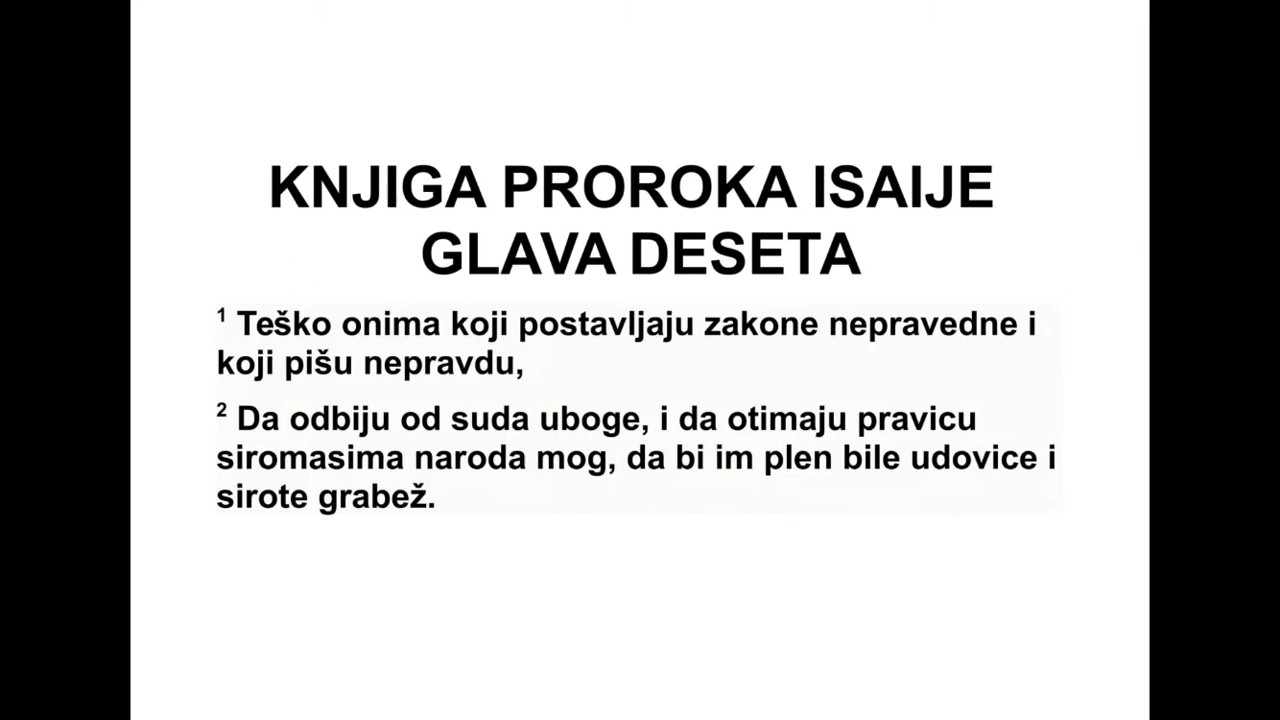 KNJIGA PROROKA ISAIJE
GLAVA DESETA
1 Teško onima koji postavljaju zakone nepravedne i
koji pišu nepravdu,
2 Da odbiju od suda uboge, i da otimaju pravicu
siromasima naroda mog, da bi im plen bile udovice i
sirote grabež.